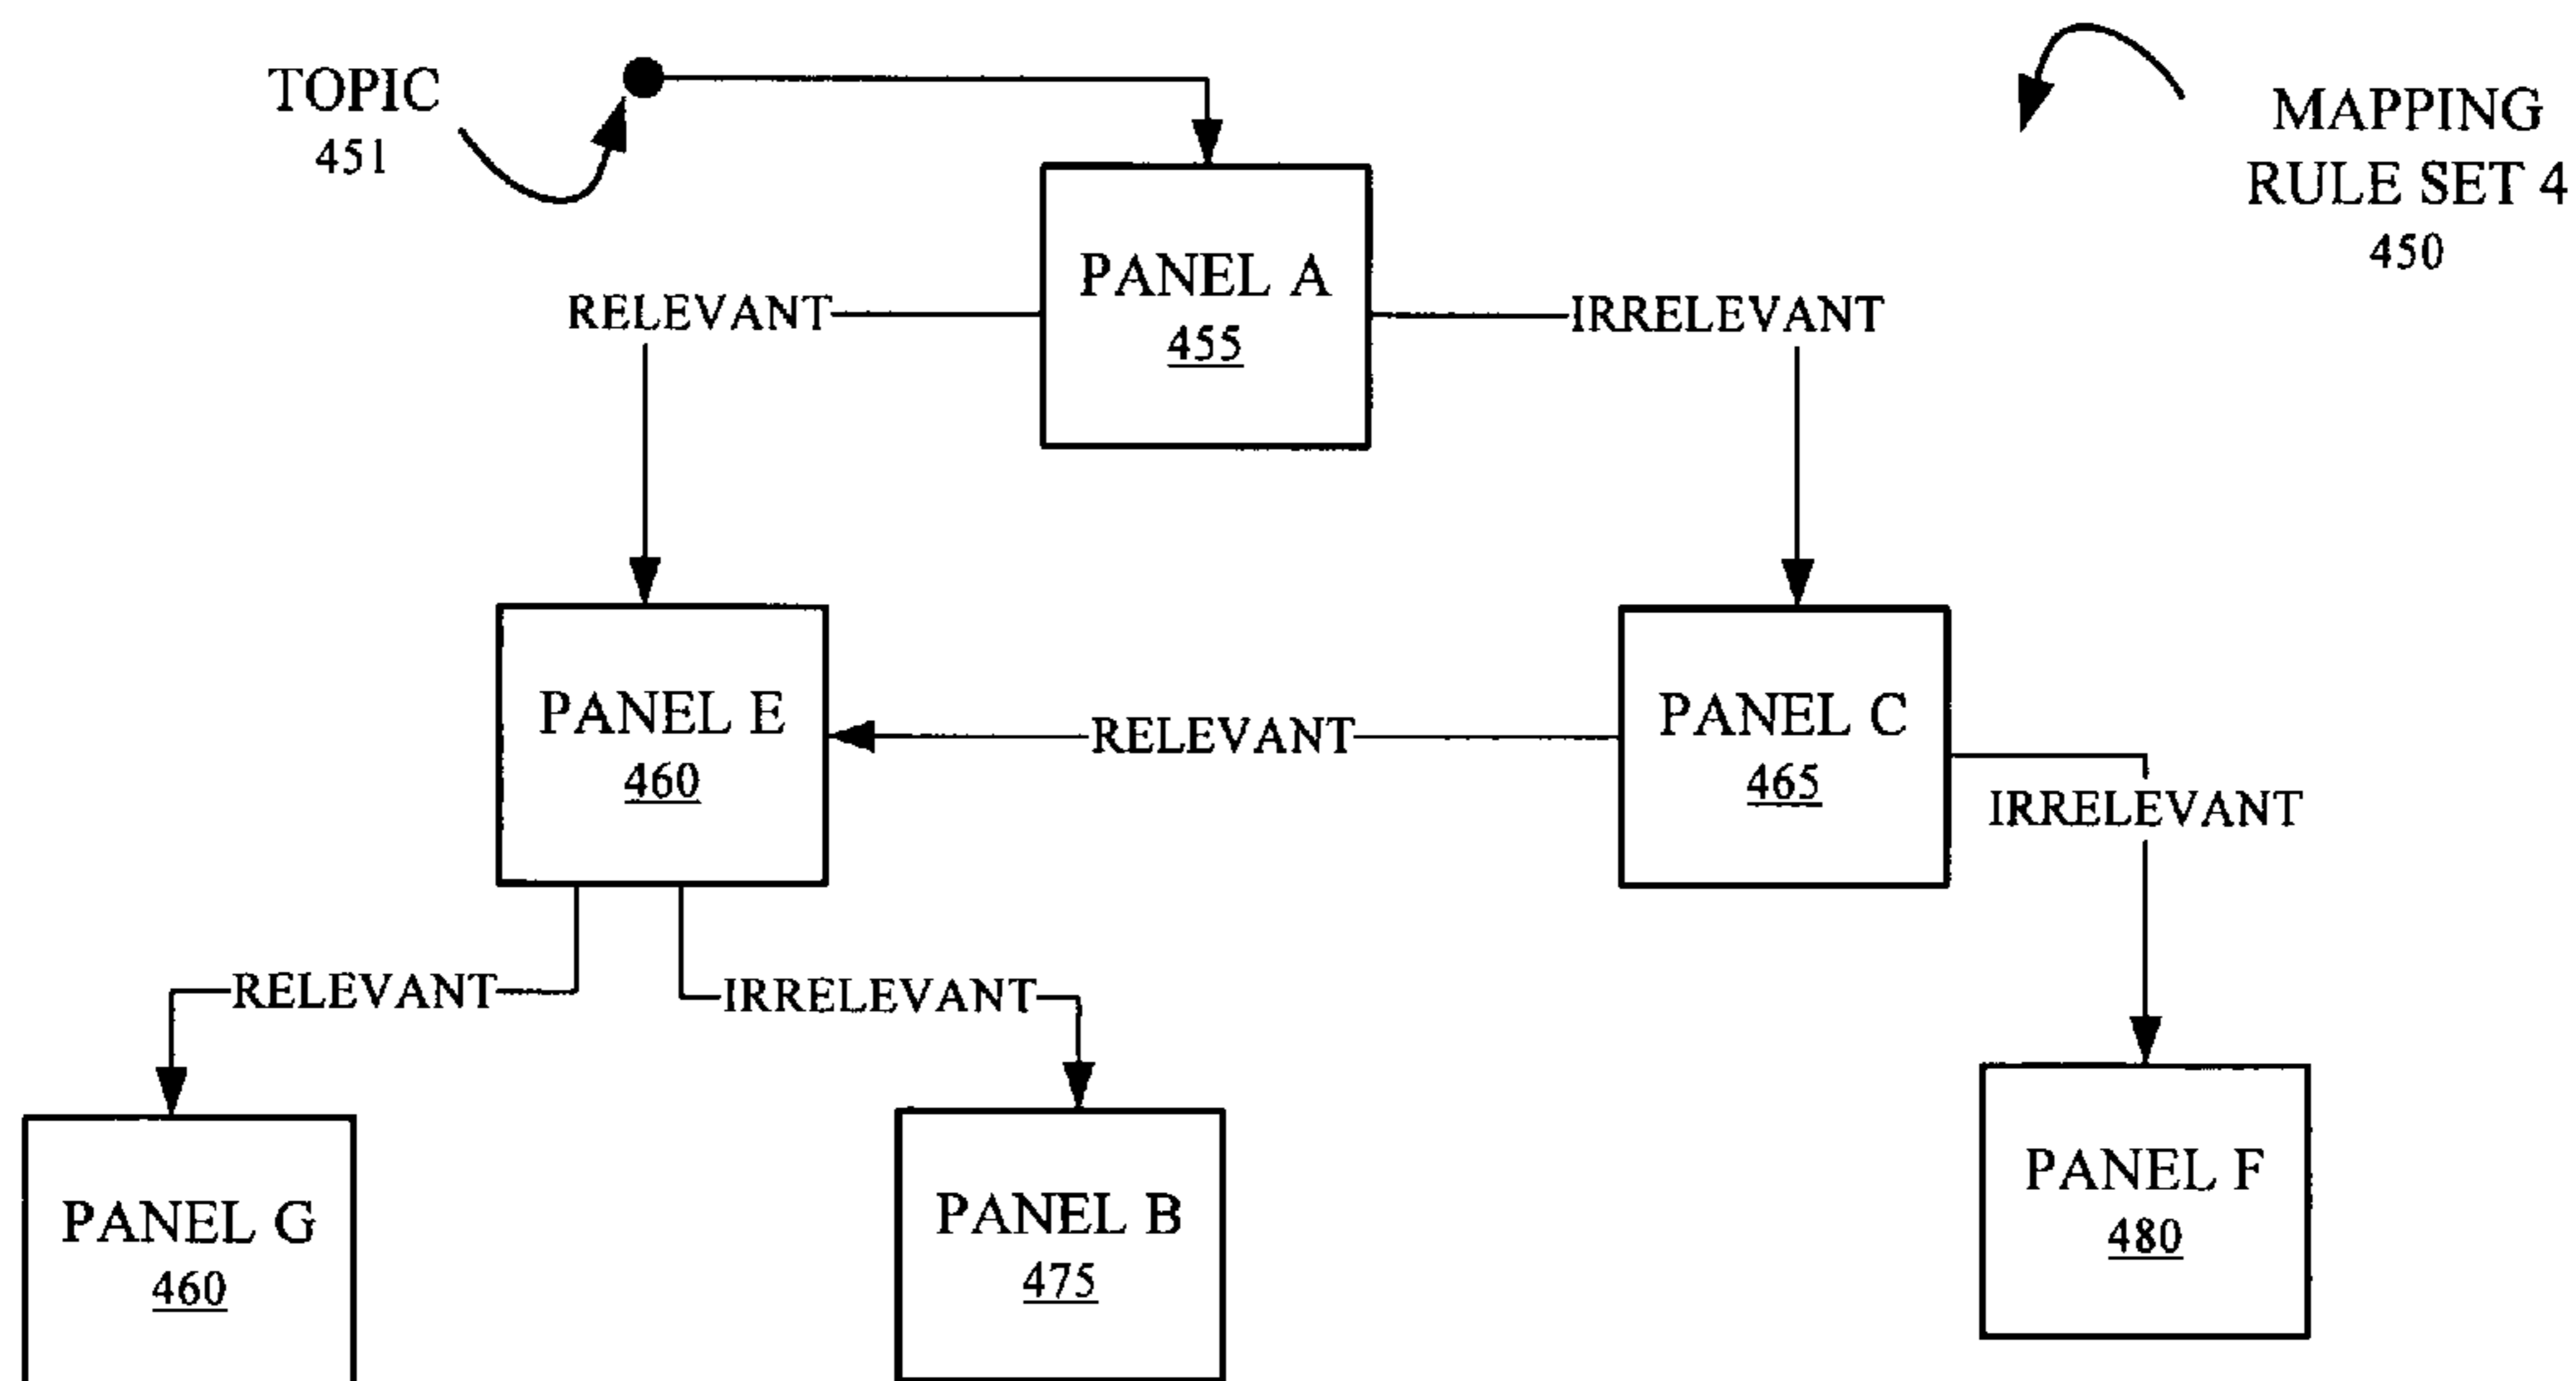 TOPIC
451
MAPPING
RULE SET 4
450
PANEL A
455
RELEVANT
IRRELEVANT
PANEL E
460
RELEVANT
PANEL C
465
IRRELEVANT
RELEVANT
IRRELEVANT
PANEL G
460
PANEL B
475
PANEL F
480